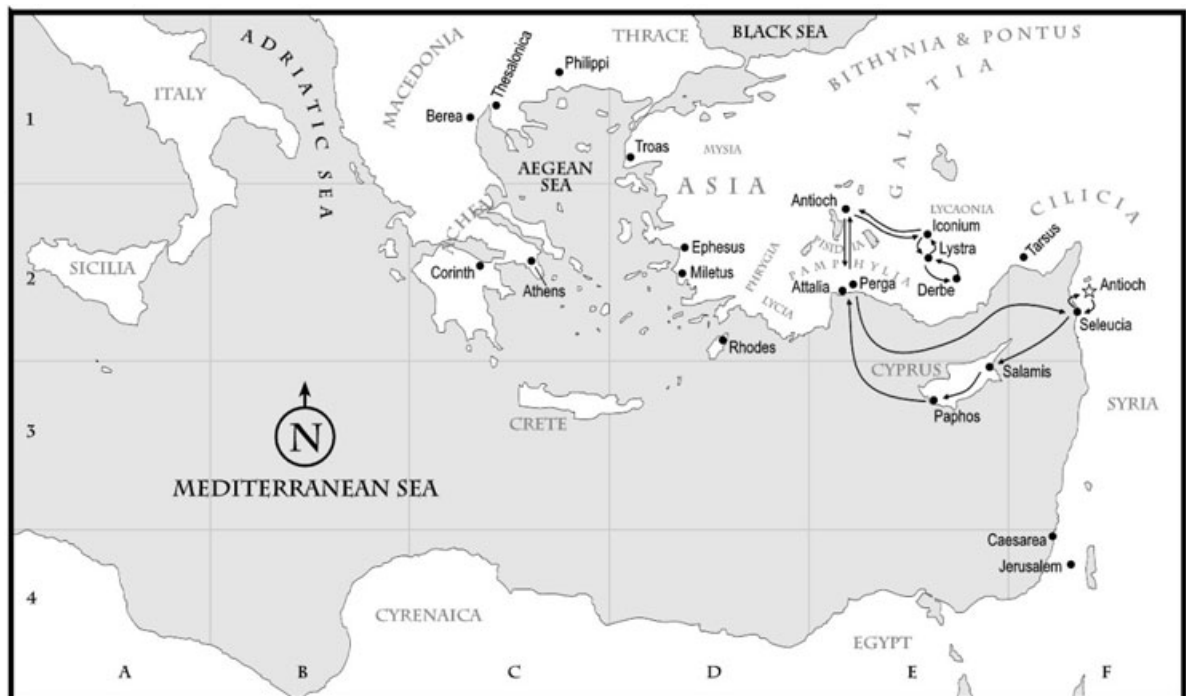 BLACK SEA
THRACE
BITHYNIA & PONTUS
ADRIATIC SEA
MACEDONIA
Thesalonica
Philippi
GALATIA
ITALY
Berea
1
Troas
MYSIA
AEGEAN
SEA
ASIA
Antioch
LYCAONIA
CILICIA
Iconium
ACHEA
Lystra
Tarsus
PISIDIA
Ephesus
SICILIA
Corinth
Athens
Miletus
PHRYGIA
PAMPHYLIA
2
Attalia
Perga
Derbe
Antioch
LYCIA
Seleucia
Rhodes
CYPRUS
Salamis
SYRIA
Paphos
CRETE
3
N
MEDITERRANEAN SEA
Caesarea
Jerusalem
4
CYRENAICA
EGYPT
A
B
C
D
E
F